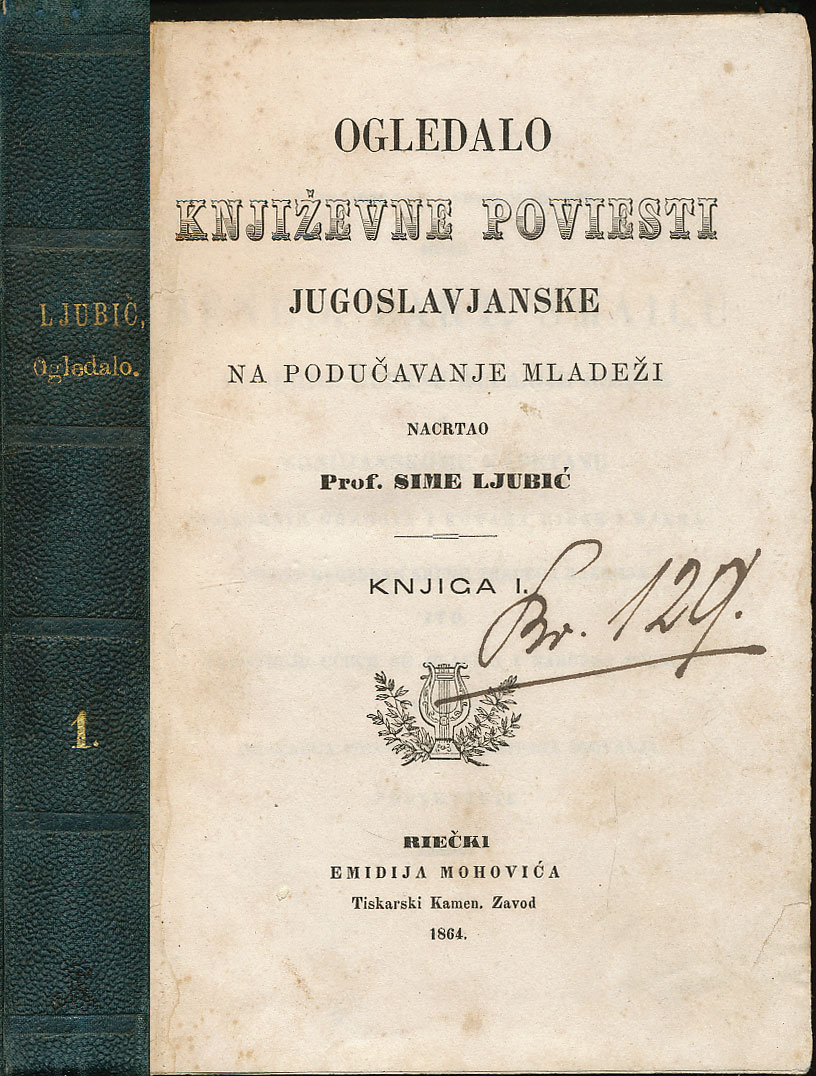 LJUBIĆ,
Ogledalo.
1.
OGLEDALO
KNJIŽEVNE POVIESTI
JUGOSLAVJANSKE
NA PODUČAVANJE MLADEŽI
NACRTAO
Prof. SIME LJUBIĆ
KNJIGA I.
Br. 129.
RIEČKI
EMIDIJA MOHOVIĆA
Tiskarski Kamen. Zavod
1864.